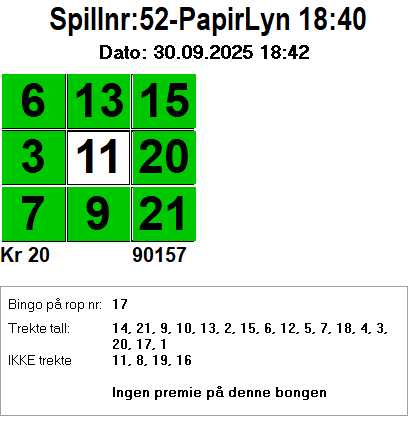 Spillnr:52-PapirLyn 18:40
Dato: 30.09.2025 18:42
6 13 15
3 11 20
7 9 21
Kr 20 90157
Bingo på rop nr: 17
Trekte tall: 14, 21, 9, 10, 13, 2, 15, 6, 12, 5, 7, 18, 4, 3,
20, 17, 1
IKKE trekte 11, 8, 19, 16
Ingen premie på denne bongen